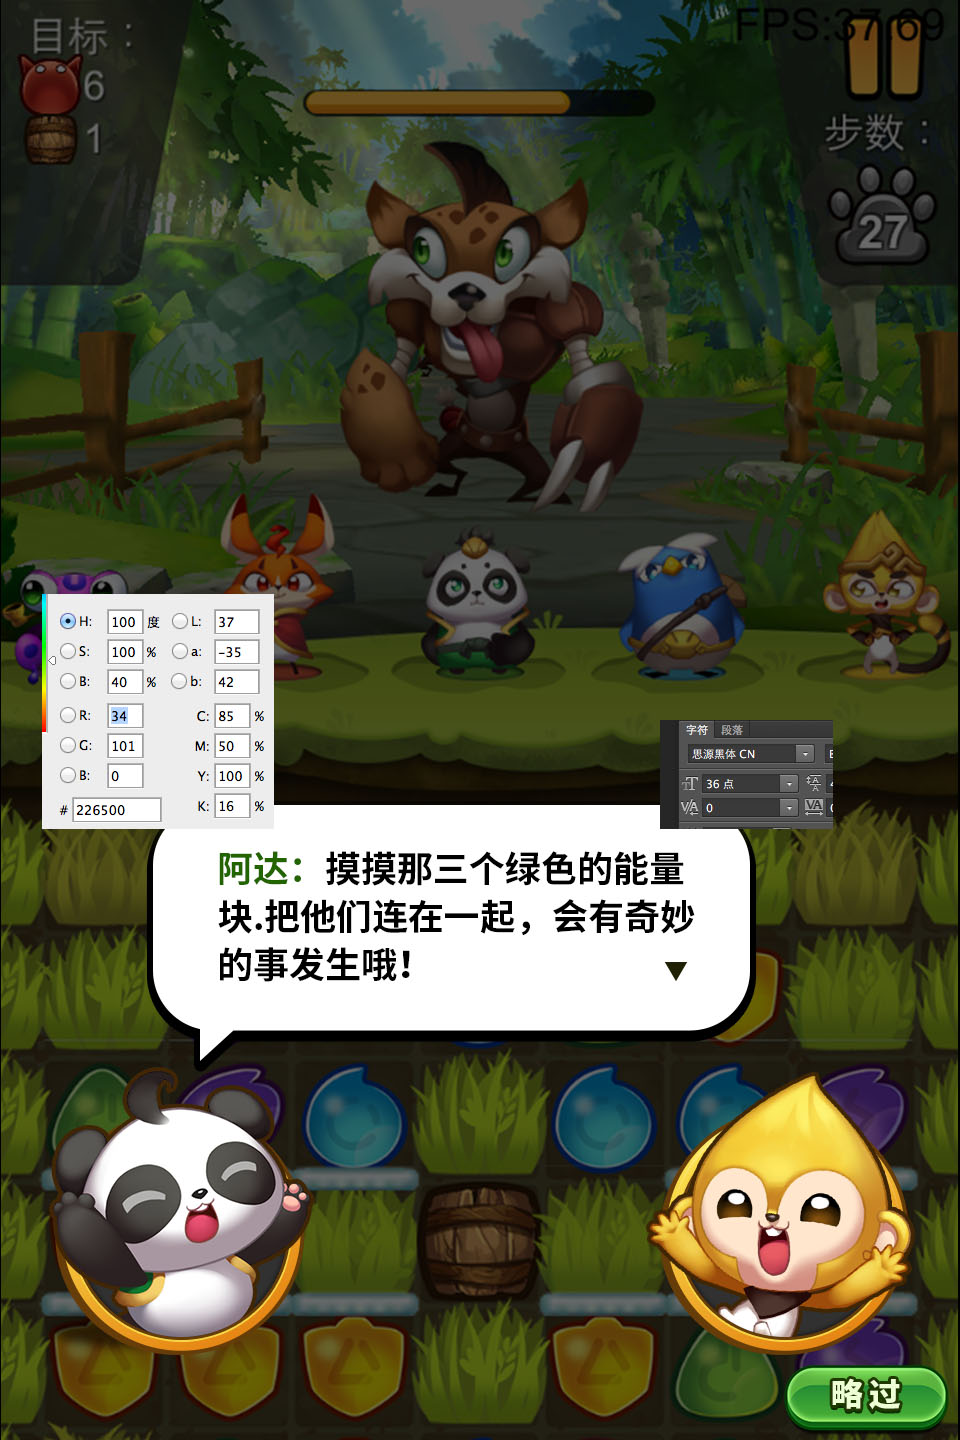 目标：
FPS:37.69
6
1
步数：
27
H: 100 度 L: 37
S: 100 % a: -35
B: 40 % b: 42
R: 34 C: 85 %
G: 101 M: 50 %
B: 0 Y: 100 %
# 226500 K: 16 %
字符 段落
思源黑体 CN
36 点
0
阿达：摸摸那三个绿色的能量
块.把他们连在一起，会有奇妙
的事发生哦！
略过